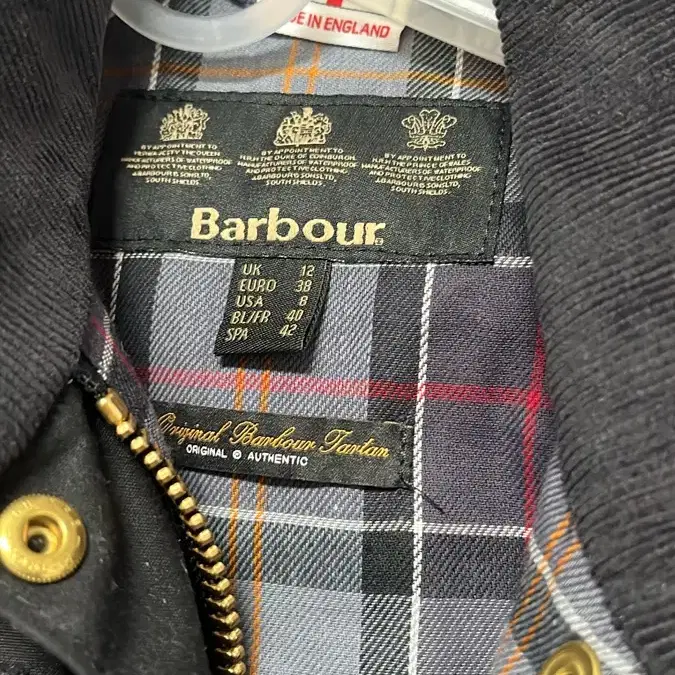 DE IN ENGLAND
BY APPOINTMENT TO
HER MAJESTY THE QUEEN
MANUFACTURERS OF WATERPROOF
AND PROTECTIVE CLOTHING
J.BARBOUR & SONS LTD,
SOUTH SHIELDS.
BY APPOINTMENT TO
H.R.H. THE DUKE OF EDINBURGH
MANUFACTURERS OF WATERPROOF
AND PROTECTIVE CLOTHING
J.BARBOUR & SONS LTD,
SOUTH SHIELDS.
BY APPOINTMENT TO
H.R.H. THE PRINCE OF WALES
MANUFACTURERS OF WATERPROOF
AND PROTECTIVE CLOTHING
J.BARBOUR & SONS LTD,
SOUTH SHIELDS.
Barbour®
UK 12
EURO 38
USA 8
BL/FR 40
SPA 42
Original Barbour Tartan
ORIGINAL © AUTHENTIC